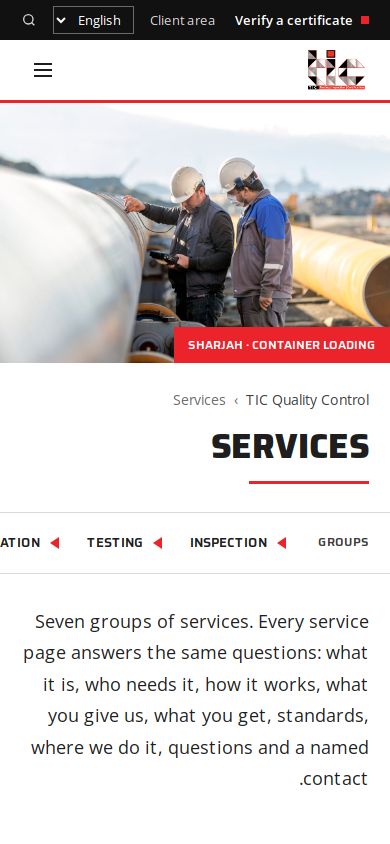 Verify a certificate
Client area
English
SHARJAH · CONTAINER LOADING
TIC Quality Control ‹ Services
SERVICES
GROUPS
INSPECTION
TESTING
ATION
Seven groups of services. Every service
page answers the same questions: what
it is, who needs it, how it works, what
you give us, what you get, standards,
where we do it, questions and a named
.contact